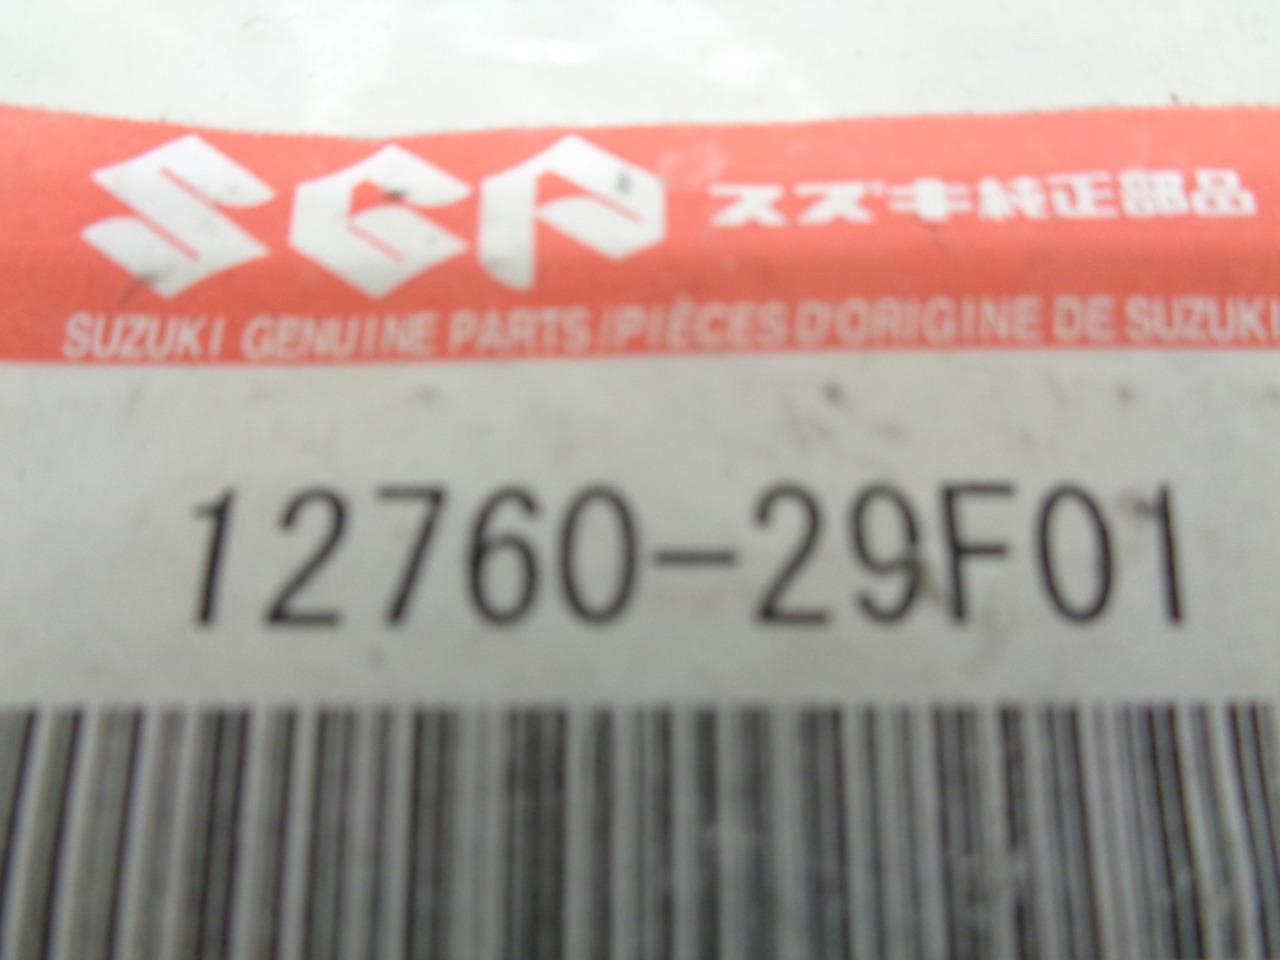 SGP スズキ純正部品
SUZUKI GENUINE PARTS/PIÈCES D'ORIGINE DE SUZUKI
12760-29F01